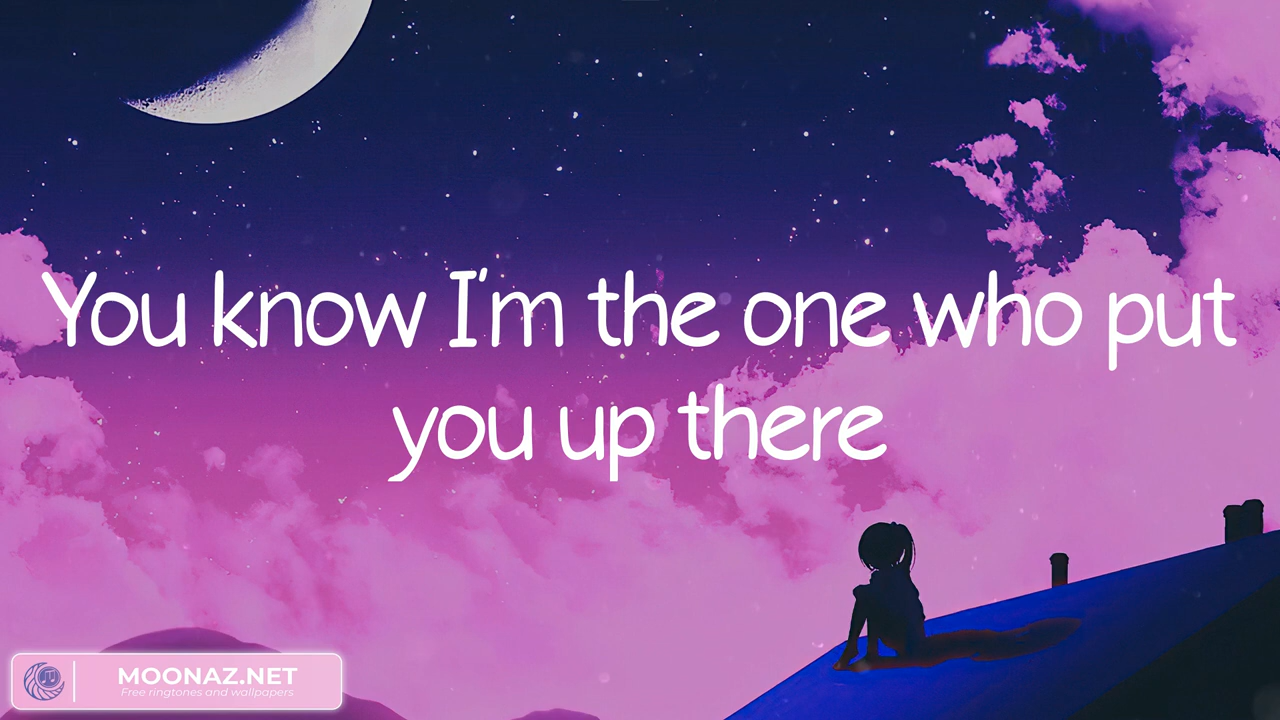 You know I'm the one who put
you up there
MOONAZ.NET
Free ringtones and wallpapers